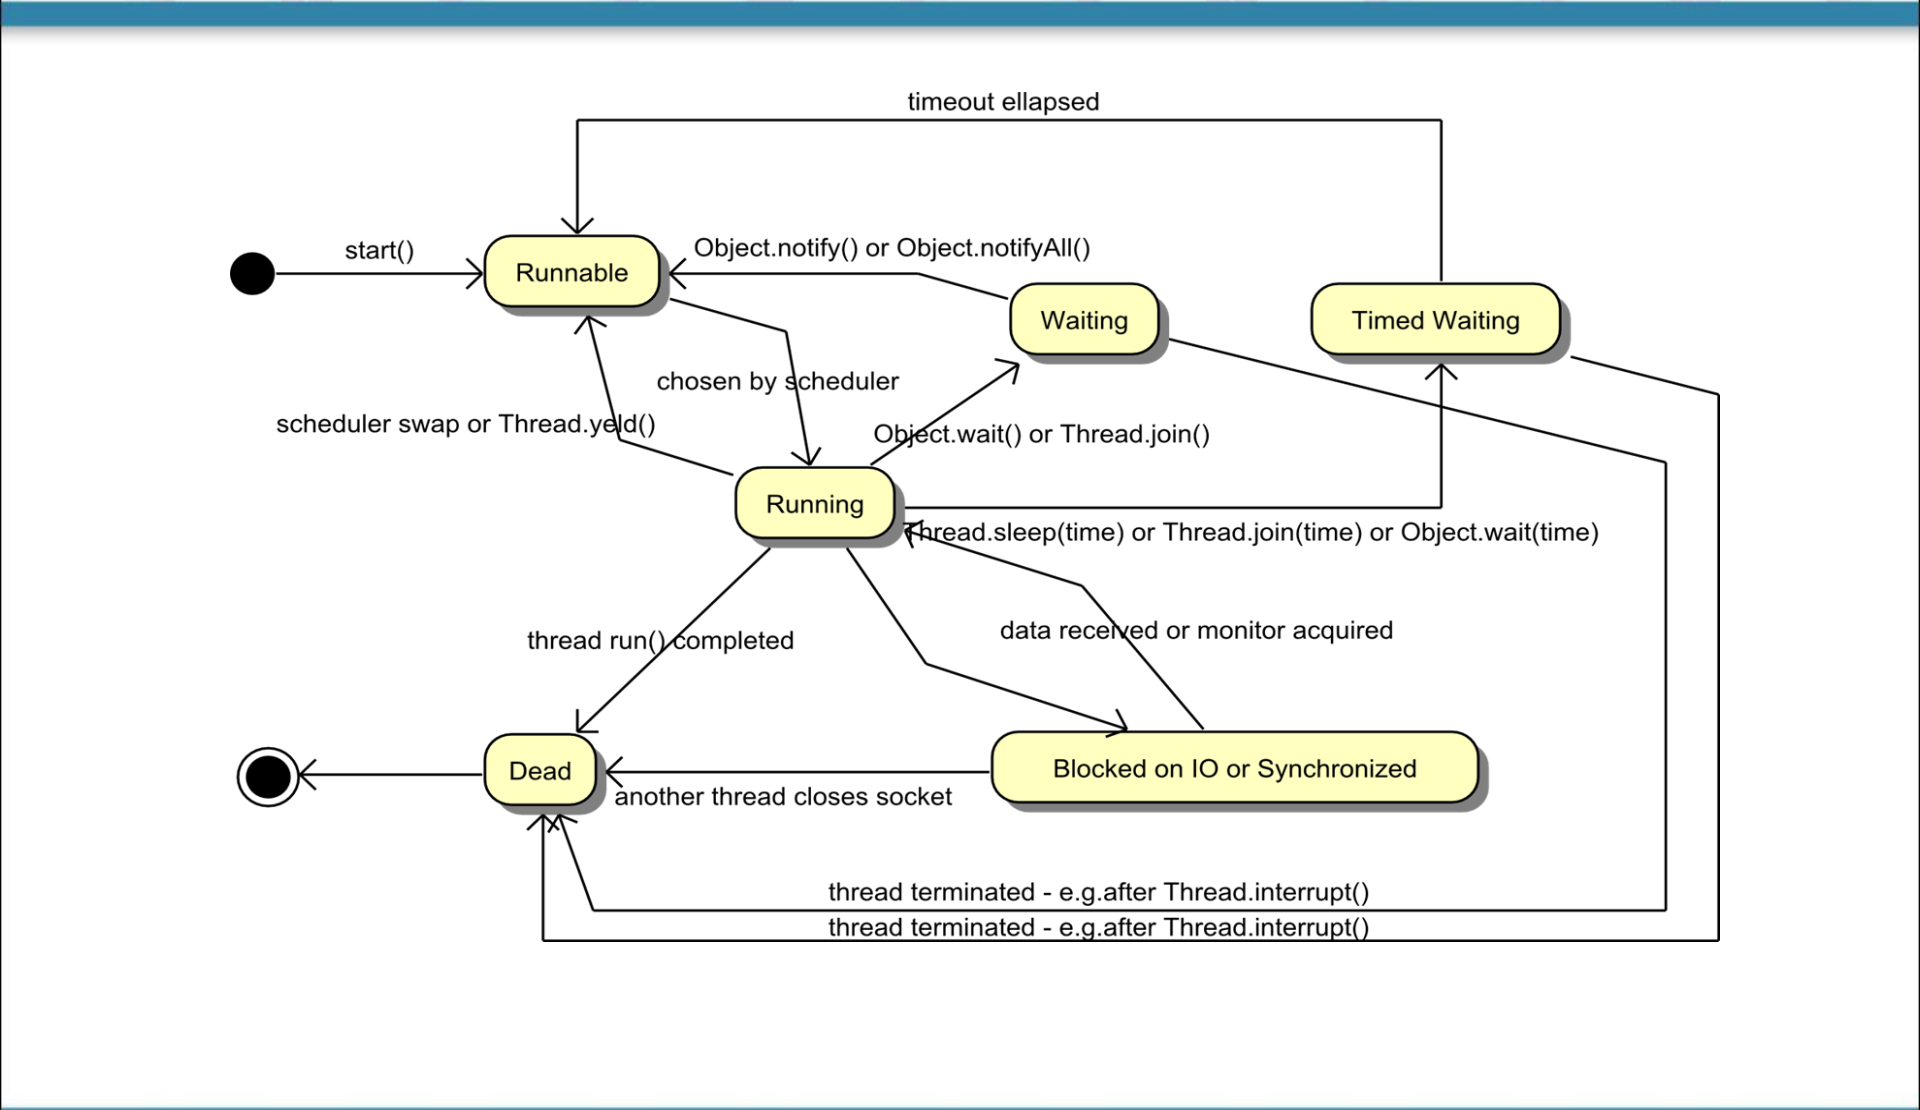 timeout ellapsed
start()
Object.notify() or Object.notifyAll()
Runnable
Waiting
Timed Waiting
chosen by scheduler
scheduler swap or Thread.yeld()
Object.wait() or Thread.join()
Running
Thread.sleep(time) or Thread.join(time) or Object.wait(time)
data received or monitor acquired
thread run() completed
Dead
Blocked on IO or Synchronized
another thread closes socket
thread terminated - e.g.after Thread.interrupt()
thread terminated - e.g.after Thread.interrupt()